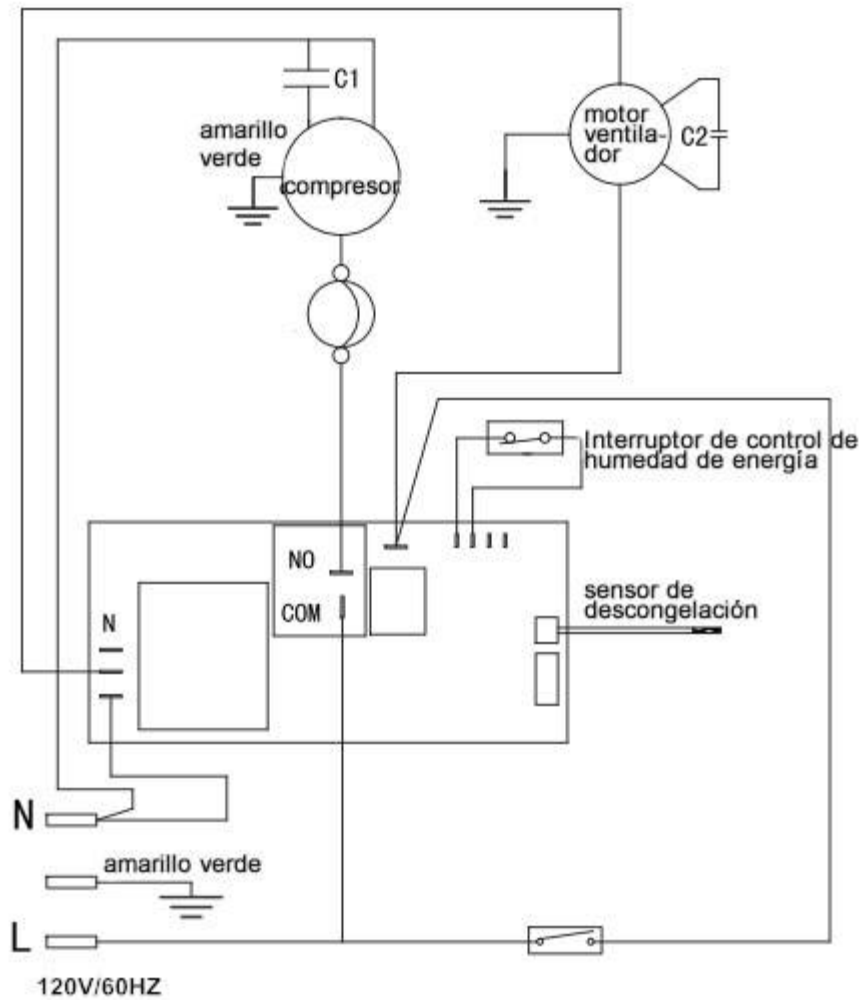 C1
amarillo
verde
compresor
motor
ventila-
dor
C2
Interruptor de control de
humedad de energía
NO
COM
N
sensor de
descongelación
N
amarillo verde
L
120V/60HZ